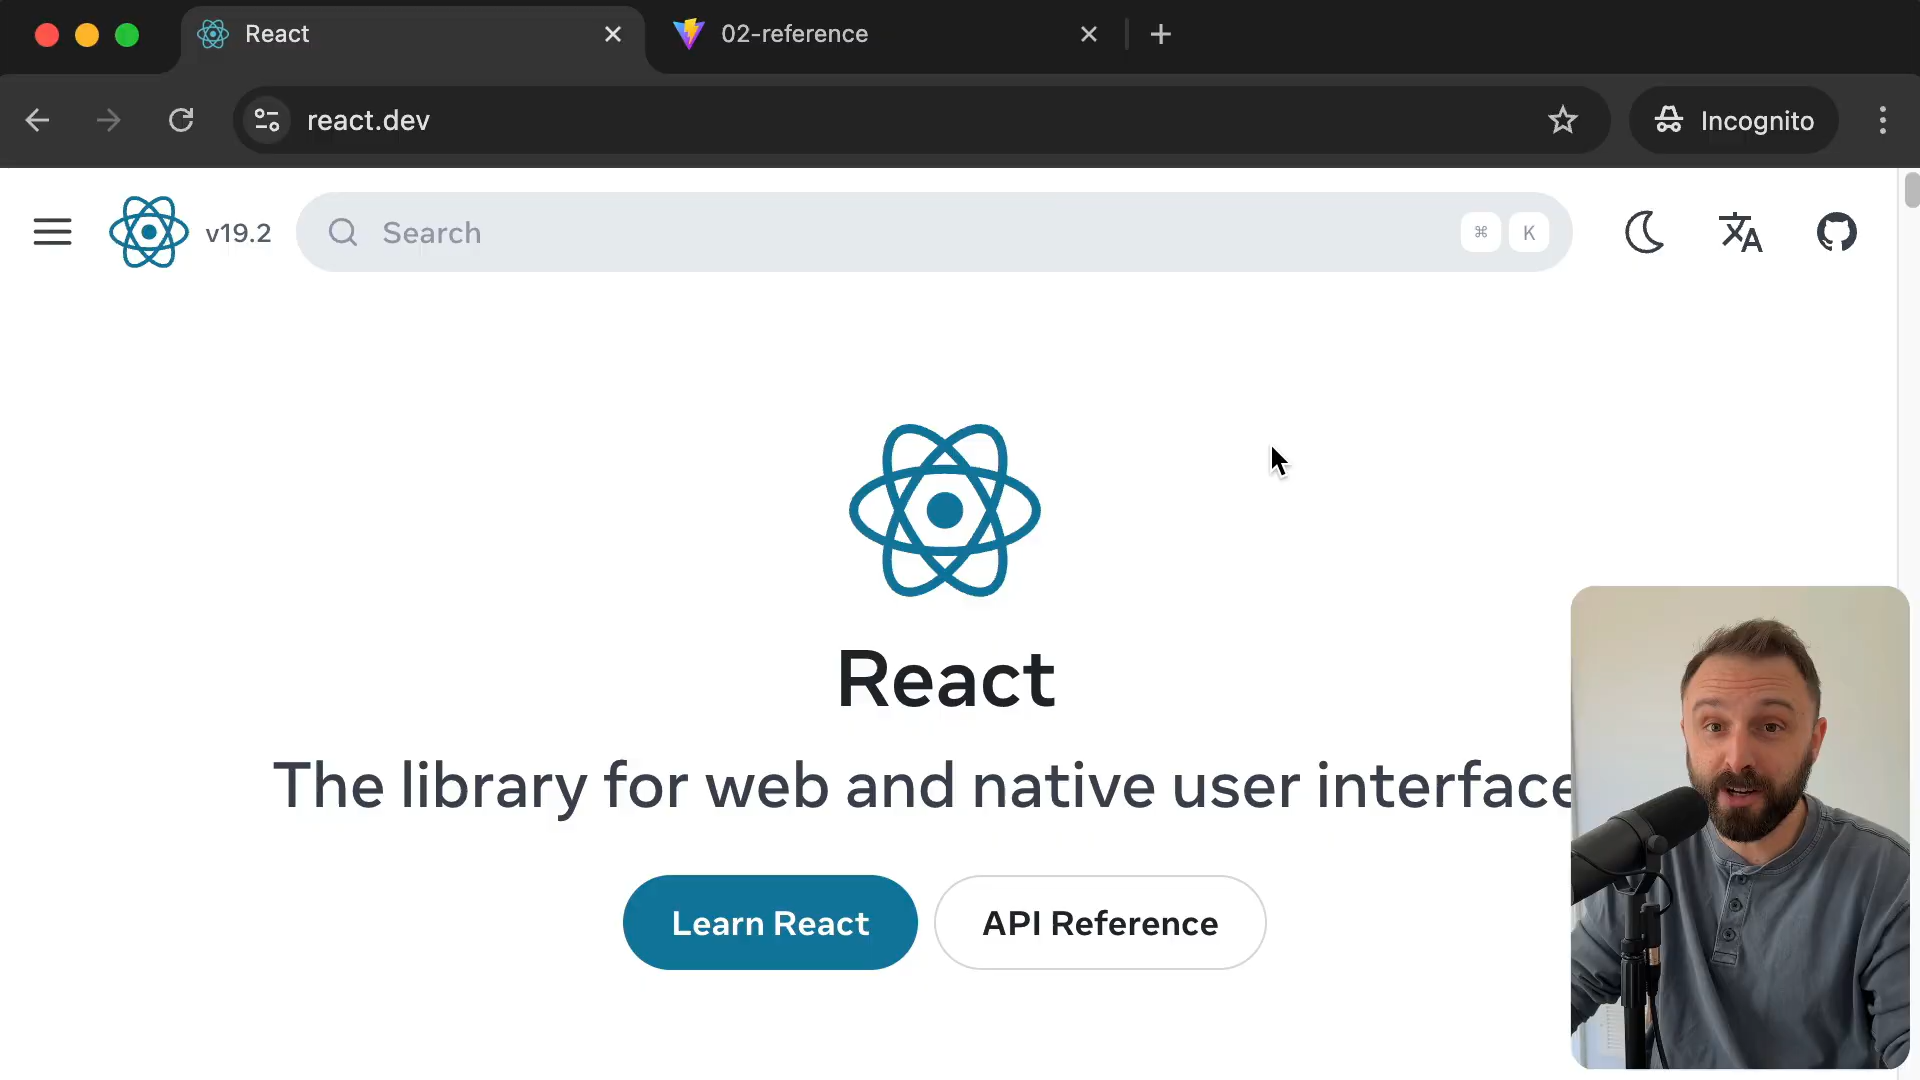 React
02-reference
react.dev
Incognito
v19.2
Search
⌘ K
React
The library for web and native user interface
Learn React
API Reference